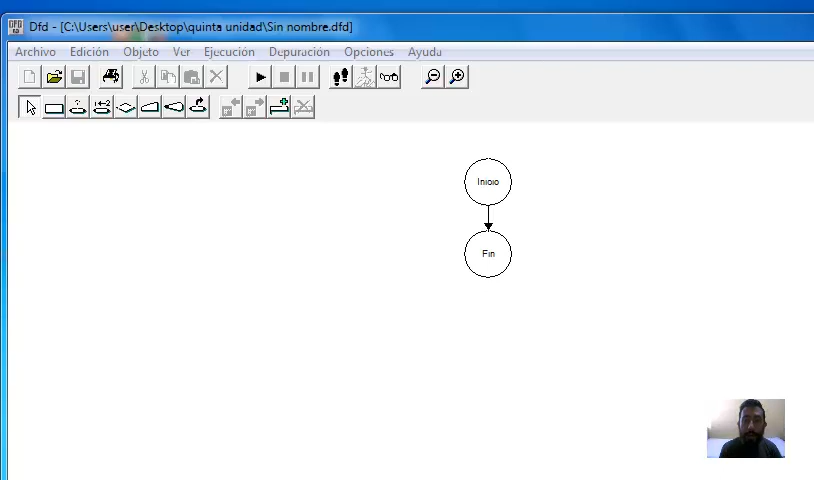 Dfd - [C:\Users\user\Desktop\quinta unidad\Sin nombre.dfd]
Archivo Edición Objeto Ver Ejecución Depuración Opciones Ayuda
Inicio
Fin